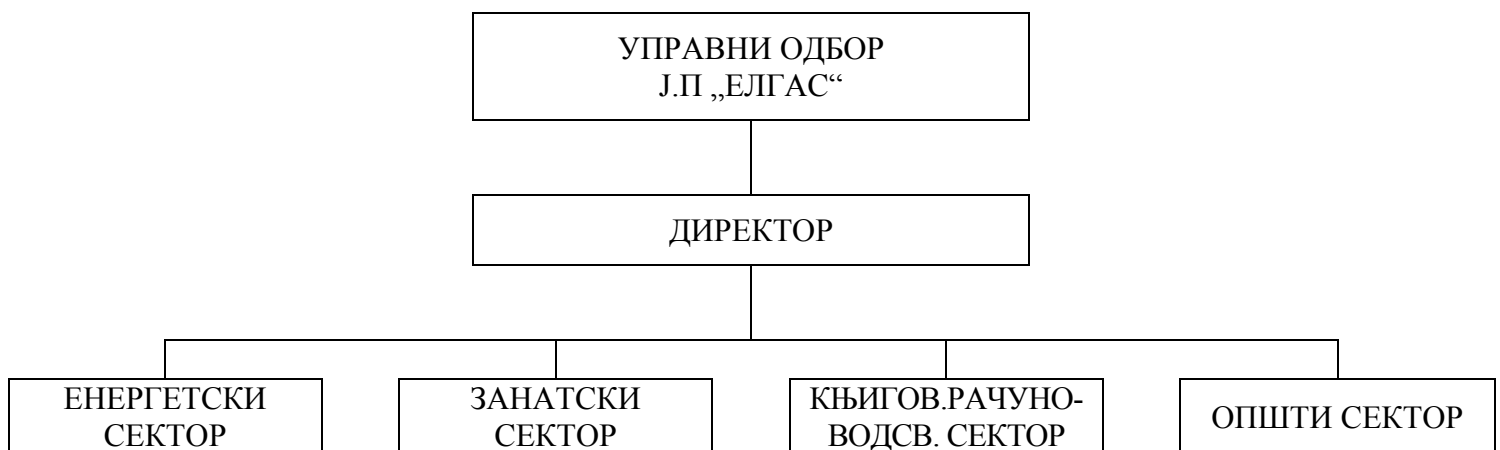 УПРАВНИ ОДБОР
Ј.П „ЕЛГАС“
ДИРЕКТОР
ЕНЕРГЕТСКИ
СЕКТОР
ЗАНАТСКИ
СЕКТОР
КЊИГОВ.РАЧУНО-
ВОДСВ. СЕКТОР
ОПШТИ СЕКТОР